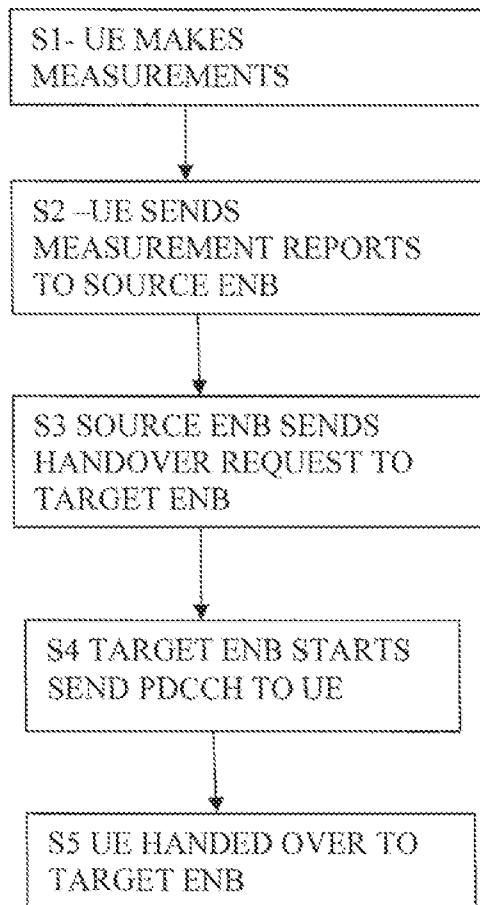 S1- UE MAKES
MEASUREMENTS
S2 –UE SENDS
MEASUREMENT REPORTS
TO SOURCE ENB
S3 SOURCE ENB SENDS
HANDOVER REQUEST TO
TARGET ENB
S4 TARGET ENB STARTS
SEND PDCCH TO UE
S5 UE HANDED OVER TO
TARGET ENB